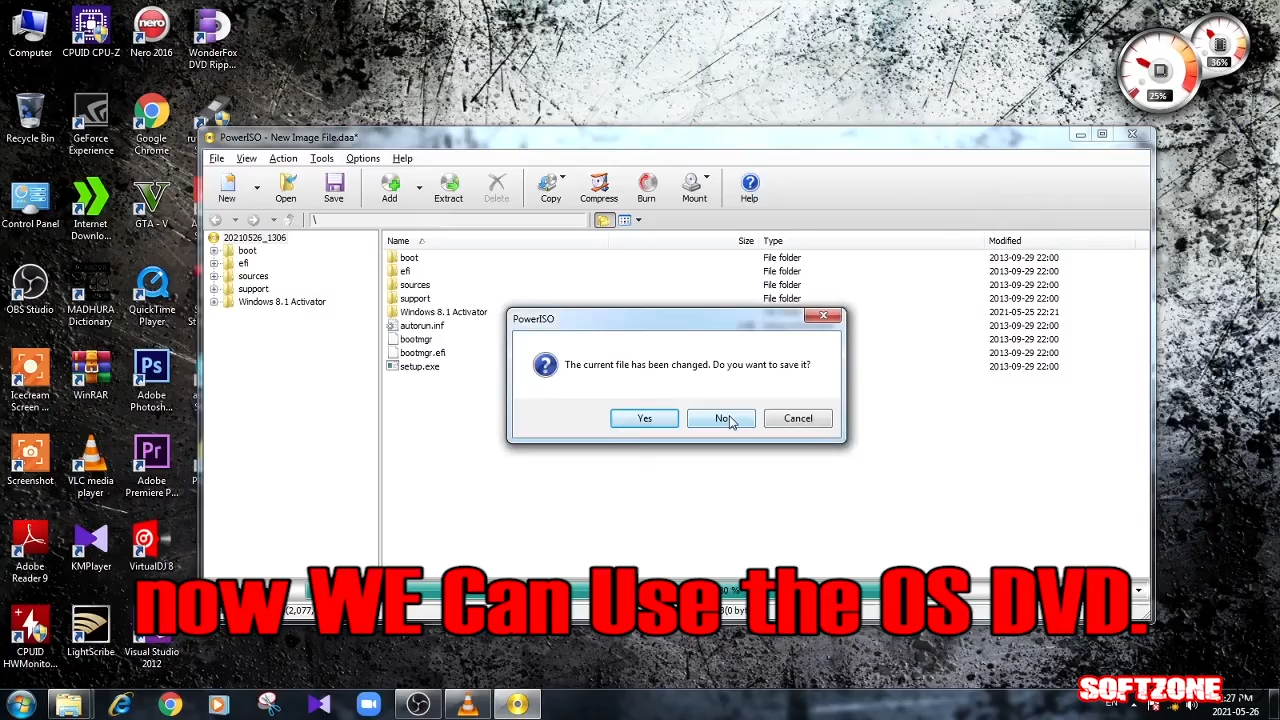 Computer
CPUID CPU-Z
Nero 2016
WonderFox
DVD Ripp...
Recycle Bin
GeForce
Experience
Google
Chrome
Control Panel
Internet
Downlo...
GTA - V
OBS Studio
MADHURA
Dictionary
QuickTime
Player
Icecream
Screen ...
WinRAR
Adobe
Photosh...
Screenshot
VLC media
player
Adobe
Premiere P...
Adobe
Reader 9
KMPlayer
VirtualDJ 8
CPUID
HWMonito...
LightScribe
Visual Studio
2012
36%
25%
PowerISO - New Image File.daa*
File View Action Tools Options Help
New Open Save Add Extract Delete Copy Compress Burn Mount Help
\
20210526_1306
boot
efi
sources
support
Windows 8.1 Activator
Name Size Type Modified
boot File folder 2013-09-29 22:00
efi File folder 2013-09-29 22:00
sources File folder 2013-09-29 22:00
support File folder 2013-09-29 22:00
Windows 8.1 Activator 2021-05-25 22:21
autorun.inf 2013-09-29 22:00
bootmgr 2013-09-29 22:00
bootmgr.efi 2013-09-29 22:00
setup.exe 2013-09-29 22:00
PowerISO
The current file has been changed. Do you want to save it?
Yes No Cancel
now WE Can Use the OS DVD.
SOFTZONE
EN
:27 PM
2021-05-26